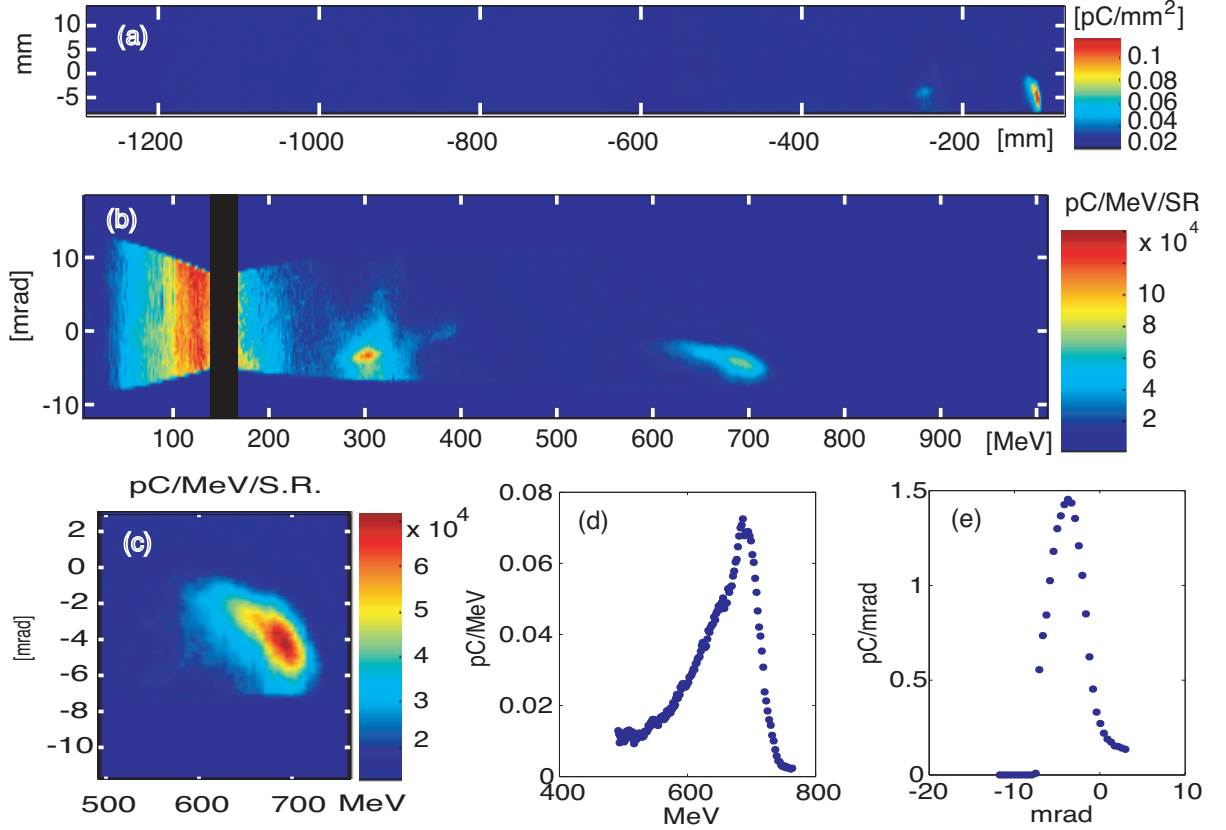 [pC/mm²]
(a)
mm
10
5
0
-5
0.1
0.08
0.06
0.04
0.02
-1200 -1000 -800 -600 -400 -200 [mm]
(b)
[mrad]
10
0
-10
100 200 300 400 500 600 700 800 900 [MeV]
pC/MeV/SR
x 10⁴
10
8
6
4
2
pC/MeV/S.R.
(c)
[mrad]
2
0
-2
-4
-6
-8
-10
500 600 700 MeV
x 10⁴
6
5
4
3
2
(d)
pC/MeV
0.08
0.06
0.04
0.02
0
400 600 800
MeV
(e)
pC/mrad
1.5
1
0.5
0
-20 -10 0 10
mrad